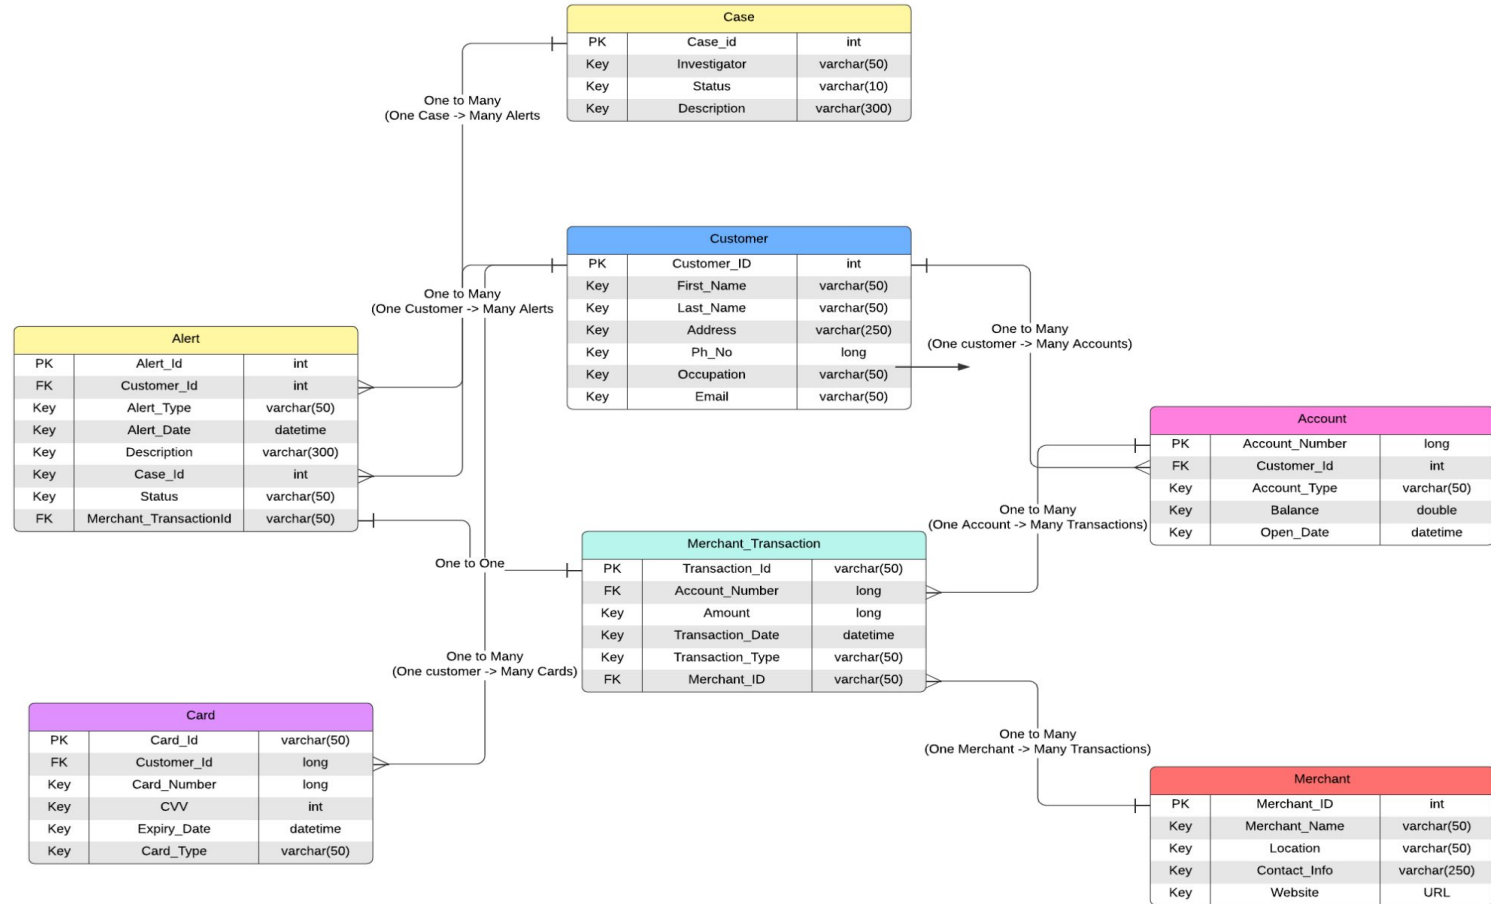 Case
PK Case_id int
Key Investigator varchar(50)
Key Status varchar(10)
Key Description varchar(300)
One to Many
(One Case -> Many Alerts
Customer
PK Customer_ID int
Key First_Name varchar(50)
Key Last_Name varchar(50)
Key Address varchar(250)
Key Ph_No long
Key Occupation varchar(50)
Key Email varchar(50)
One to Many
(One Customer -> Many Alerts
One to Many
(One customer -> Many Accounts)
Alert
PK Alert_Id int
FK Customer_Id int
Key Alert_Type varchar(50)
Key Alert_Date datetime
Key Description varchar(300)
Key Case_Id int
Key Status varchar(50)
FK Merchant_TransactionId varchar(50)
Account
PK Account_Number long
FK Customer_Id int
Key Account_Type varchar(50)
Key Balance double
Key Open_Date datetime
One to Many
(One Account -> Many Transactions)
One to One
Merchant_Transaction
PK Transaction_Id varchar(50)
FK Account_Number long
Key Amount long
Key Transaction_Date datetime
Key Transaction_Type varchar(50)
FK Merchant_ID varchar(50)
One to Many
(One customer -> Many Cards)
Card
PK Card_Id varchar(50)
FK Customer_Id long
Key Card_Number long
Key CVV int
Key Expiry_Date datetime
Key Card_Type varchar(50)
One to Many
(One Merchant -> Many Transactions)
Merchant
PK Merchant_ID int
Key Merchant_Name varchar(50)
Key Location varchar(50)
Key Contact_Info varchar(250)
Key Website URL